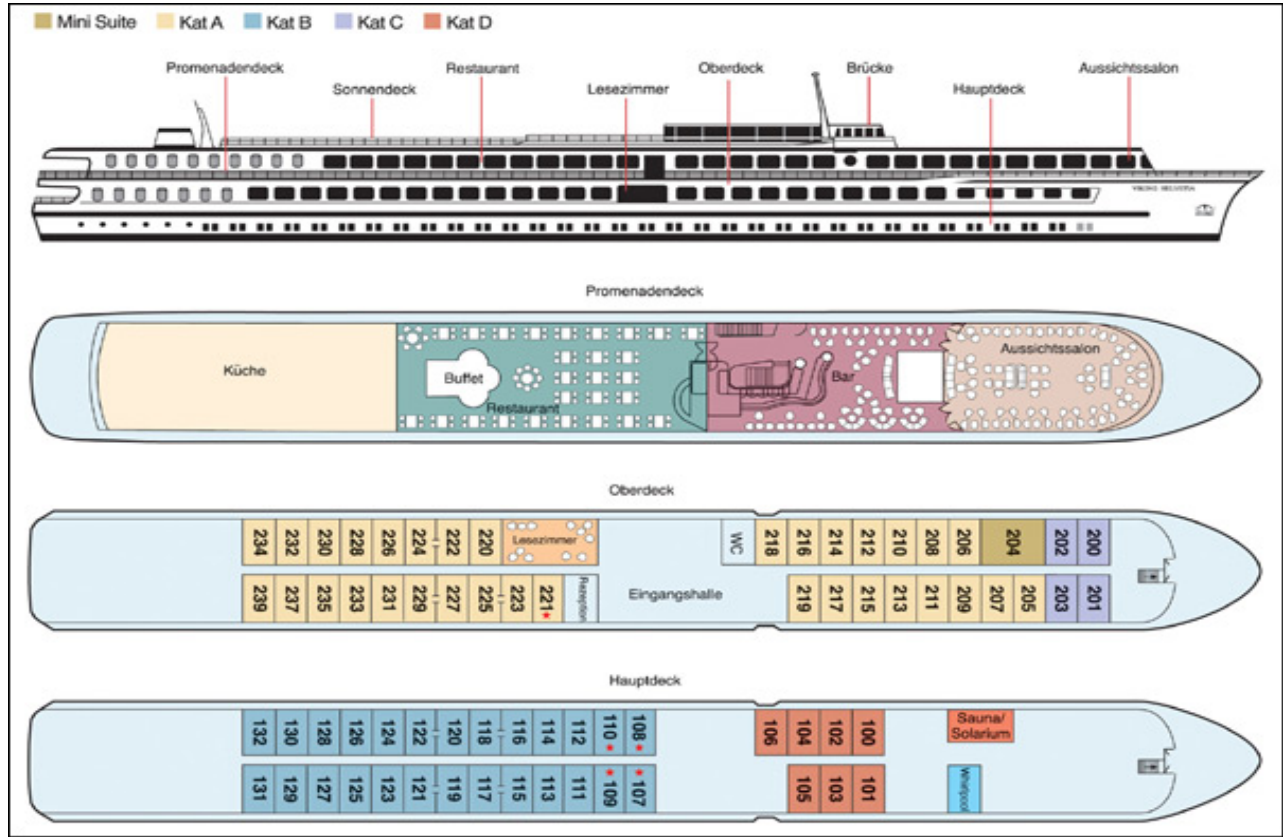 Mini Suite Kat A Kat B Kat C Kat D
Promenadendeck Restaurant Oberdeck Brücke Aussichtssalon
Sonnendeck Lesezimmer Hauptdeck
VIKING HELVETIA
Promenadendeck
Küche Buffet Restaurant Bar Aussichtssalon
Oberdeck
234 232 230 228 226 224 222 220 Lesezimmer WC 218 216 214 212 210 208 206 204 202 200
239 237 235 233 231 229 227 225 223 221 Rezeption Eingangshalle 219 217 215 213 211 209 207 205 203 201
Hauptdeck
132 130 128 126 124 122 120 118 116 114 112 110 108 106 104 102 100 Sauna/
Solarium
131 129 127 125 123 121 119 117 115 113 111 109 107 105 103 101 Whirlpool